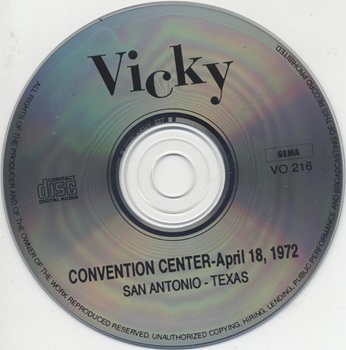 Vicky
COMPACT
disc
DIGITAL AUDIO
GEMA
VO 216
CONVENTION CENTER-April 18, 1972
SAN ANTONIO - TEXAS
ALL RIGHTS OF THE PRODUCER AND OF THE OWNER OF THE WORK REPRODUCED RESERVED. UNAUTHORIZED COPYING, HIRING, LENDING, PUBLIC PERFORMANCE AND BROADCASTING OF THIS RECORD PROHIBITED.